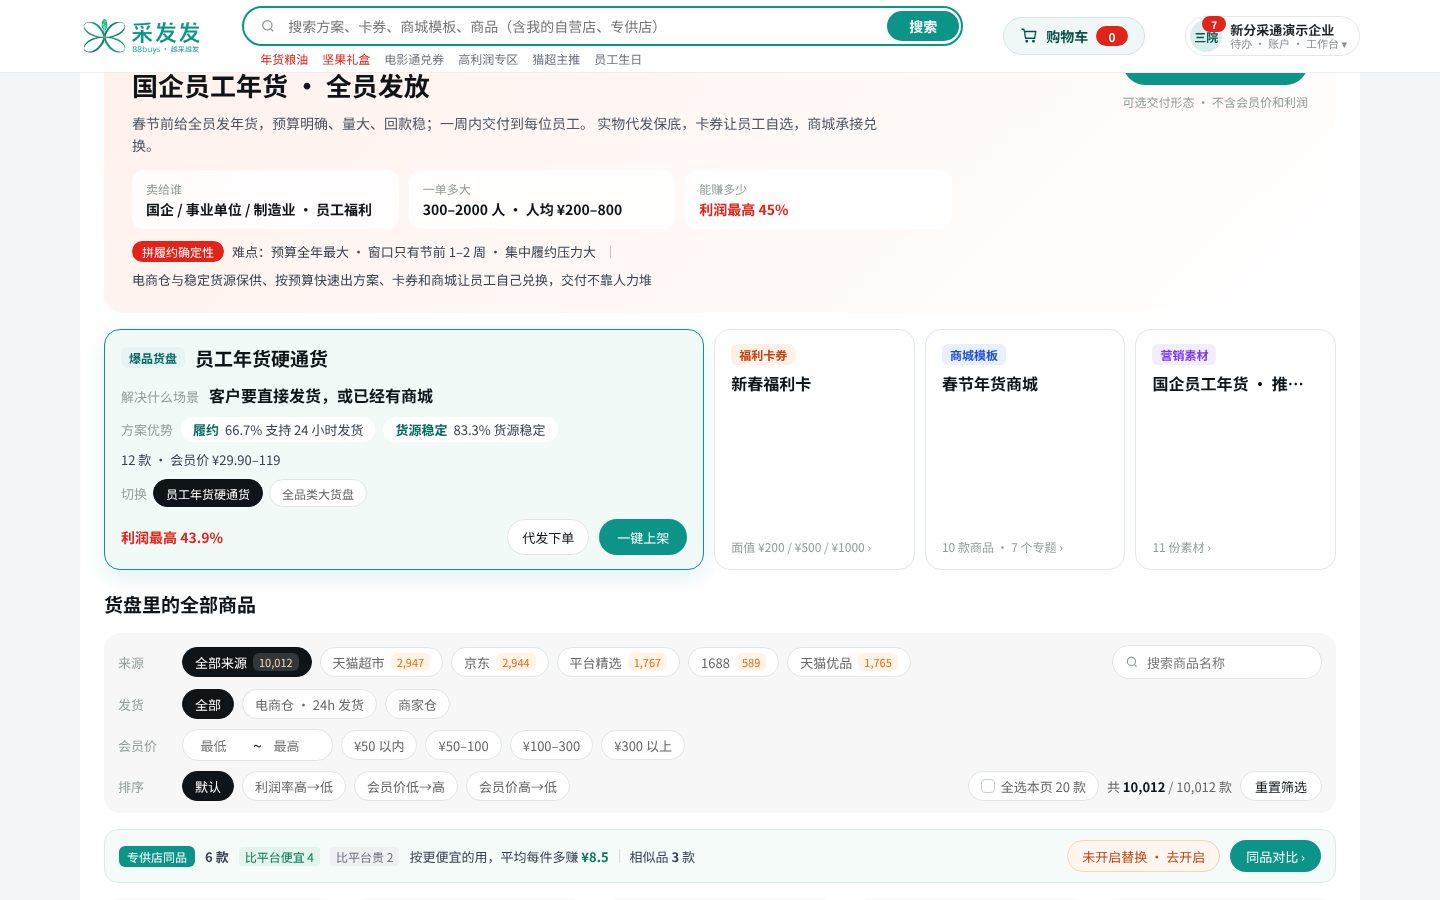 采发发
BBbuys · 越采越发
搜索方案、卡券、商城模板、商品（含我的自营店、专供店）
搜索
年货粮油 坚果礼盒 电影通兑券 高利润专区 猫超主推 员工生日
购物车 0
三院 7
新分采通演示企业
待办 · 账户 · 工作台 ▾
国企员工年货 · 全员发放
春节前给全员发年货，预算明确、量大、回款稳；一周内交付到每位员工。 实物代发保底，卡券让员工自选，商城承接兑
换。
可选交付形态 · 不含会员价和利润
卖给谁
国企 / 事业单位 / 制造业 · 员工福利
一单多大
300–2000 人 · 人均 ¥200–800
能赚多少
利润最高 45%
拼履约确定性 难点：预算全年最大 · 窗口只有节前 1–2 周 · 集中履约压力大
电商仓与稳定货源保供、按预算快速出方案、卡券和商城让员工自己兑换，交付不靠人力堆
爆品货盘 员工年货硬通货
解决什么场景 客户要直接发货，或已经有商城
方案优势 履约 66.7% 支持 24 小时发货 货源稳定 83.3% 货源稳定
12 款 · 会员价 ¥29.90–119
切换 员工年货硬通货 全品类大货盘
利润最高 43.9% 代发下单 一键上架
福利卡券
新春福利卡
面值 ¥200 / ¥500 / ¥1000 ›
商城模板
春节年货商城
10 款商品 · 7 个专题 ›
营销素材
国企员工年货 · 推…
11 份素材 ›
货盘里的全部商品
来源 全部来源 10,012 天猫超市 2,947 京东 2,944 平台精选 1,767 1688 589 天猫优品 1,765 搜索商品名称
发货 全部 电商仓 · 24h 发货 商家仓
会员价 最低 ~ 最高 ¥50 以内 ¥50–100 ¥100–300 ¥300 以上
排序 默认 利润率高→低 会员价低→高 会员价高→低 全选本页 20 款 共 10,012 / 10,012 款 重置筛选
专供店同品 6 款 比平台便宜 4 比平台贵 2 按更便宜的用，平均每件多赚 ¥8.5 相似品 3 款 未开启替换 · 去开启 同品对比 ›